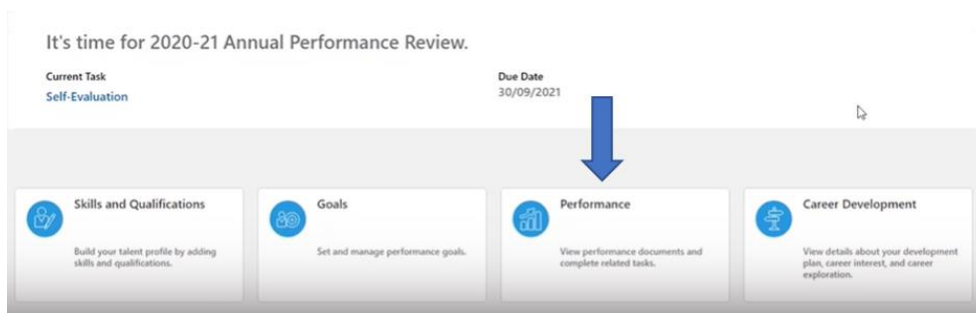 It's time for 2020-21 Annual Performance Review.
Current Task
Self-Evaluation
Due Date
30/09/2021
Skills and Qualifications
Build your talent profile by adding
skills and qualifications.
Goals
Set and manage performance goals.
Performance
View performance documents and
complete related tasks.
Career Development
View details about your development
plan, career interest, and career
exploration.